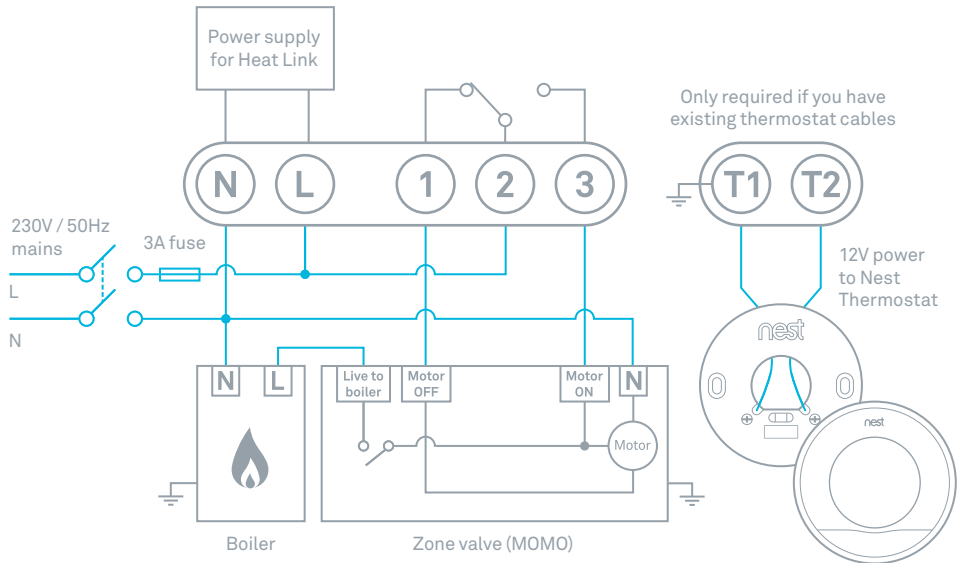 Power supply
for Heat Link
Only required if you have
existing thermostat cables
N L 1 2 3 T1 T2
230V / 50Hz
mains
3A fuse
12V power
to Nest
Thermostat
L
N
nest
N L
Live to
boiler
Motor
OFF
Motor
ON
N
Motor
nest
Boiler
Zone valve (MOMO)